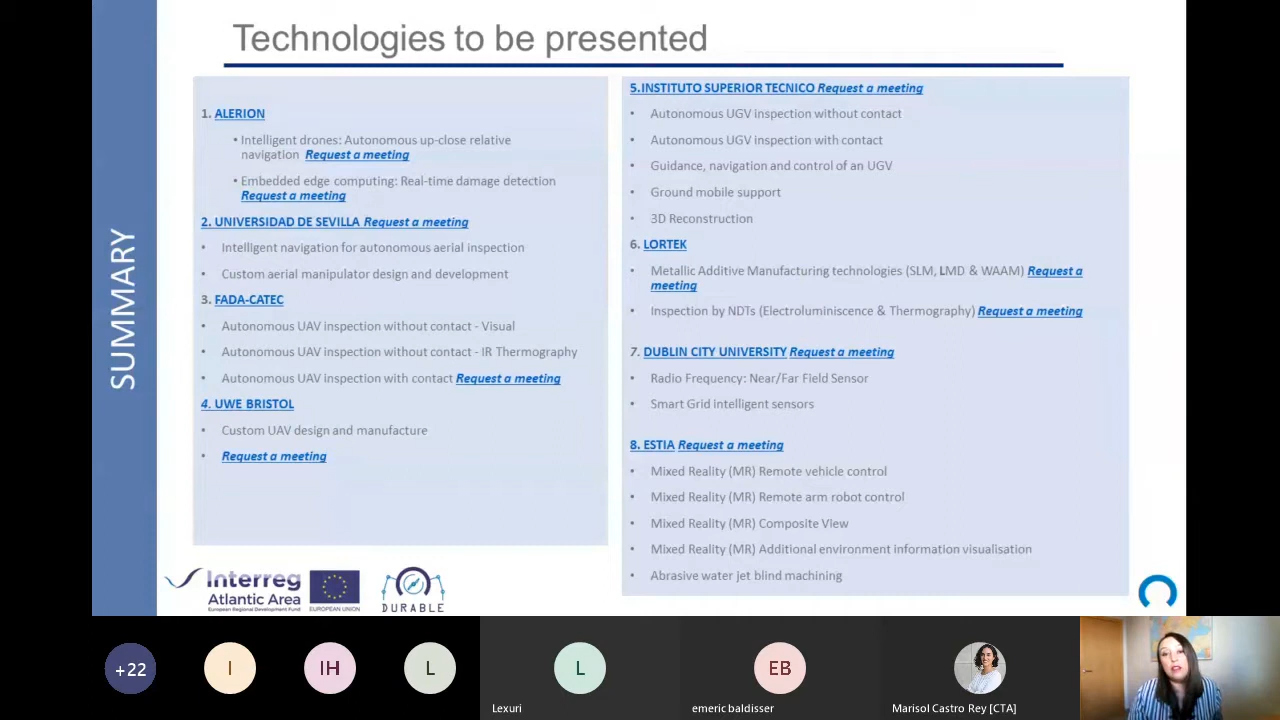 Technologies to be presented
SUMMARY
1. ALERION
• Intelligent drones: Autonomous up-close relative
navigation Request a meeting
• Embedded edge computing: Real-time damage detection
Request a meeting
2. UNIVERSIDAD DE SEVILLA Request a meeting
• Intelligent navigation for autonomous aerial inspection
• Custom aerial manipulator design and development
3. FADA-CATEC
• Autonomous UAV inspection without contact - Visual
• Autonomous UAV inspection without contact - IR Thermography
• Autonomous UAV inspection with contact Request a meeting
4. UWE BRISTOL
• Custom UAV design and manufacture
• Request a meeting
5.INSTITUTO SUPERIOR TECNICO Request a meeting
• Autonomous UGV inspection without contact
• Autonomous UGV inspection with contact
• Guidance, navigation and control of an UGV
• Ground mobile support
• 3D Reconstruction
6. LORTEK
• Metallic Additive Manufacturing technologies (SLM, LMD & WAAM) Request a
meeting
• Inspection by NDTs (Electroluminiscence & Thermography) Request a meeting
7. DUBLIN CITY UNIVERSITY Request a meeting
• Radio Frequency: Near/Far Field Sensor
• Smart Grid intelligent sensors
8. ESTIA Request a meeting
• Mixed Reality (MR) Remote vehicle control
• Mixed Reality (MR) Remote arm robot control
• Mixed Reality (MR) Composite View
• Mixed Reality (MR) Additional environment information visualisation
• Abrasive water jet blind machining
Interreg
Atlantic Area
European Regional Development Fund
EUROPEAN UNION
DURABLE
+22
I
IH
L
L
EB
Lexuri
emeric baldisser
Marisol Castro Rey [CTA]